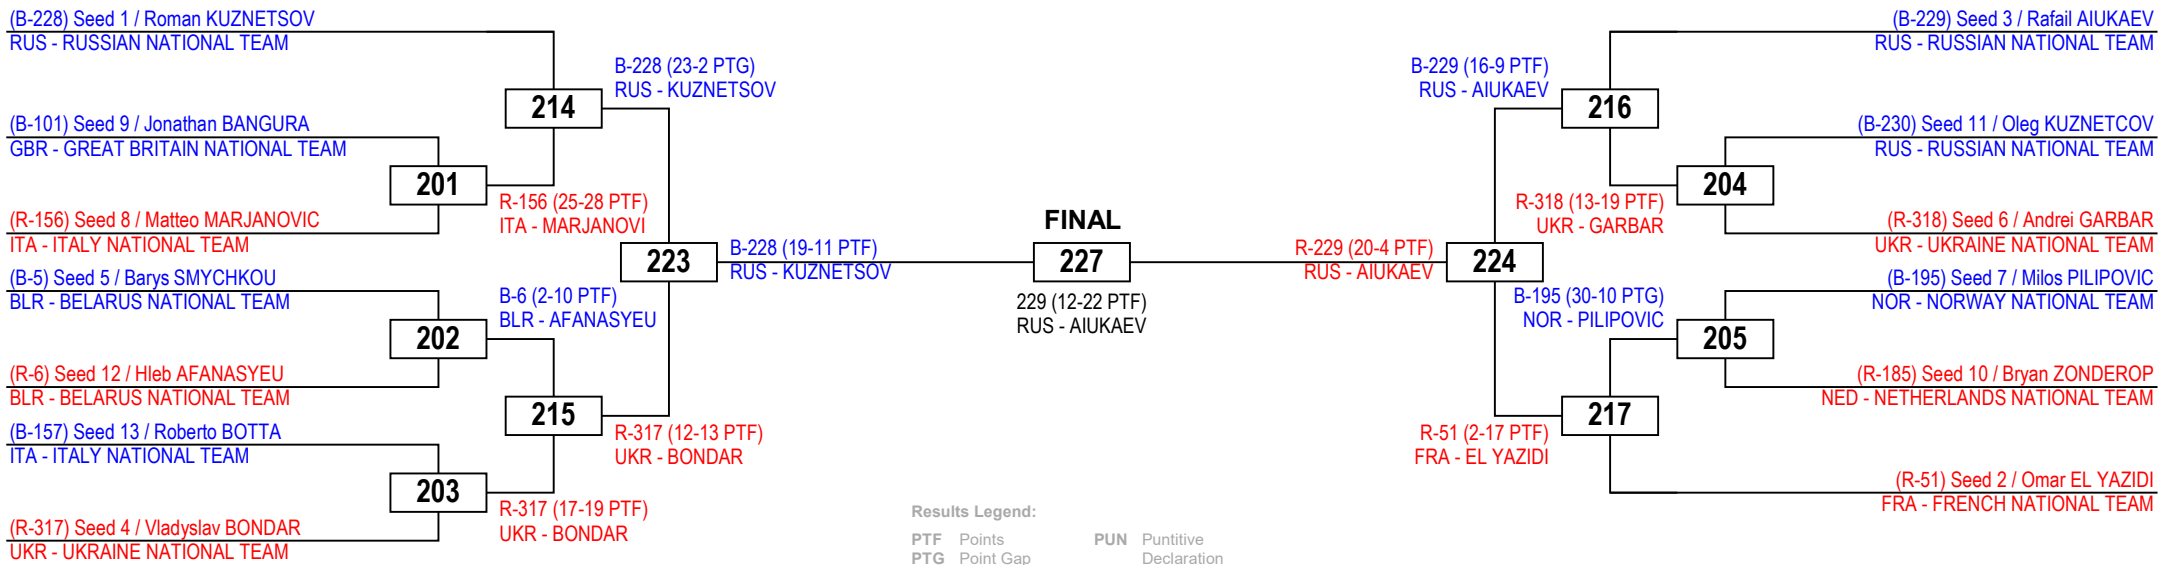 (B-228) Seed 1 / Roman KUZNETSOV
RUS - RUSSIAN NATIONAL TEAM
(B-101) Seed 9 / Jonathan BANGURA
GBR - GREAT BRITAIN NATIONAL TEAM
(R-156) Seed 8 / Matteo MARJANOVIC
ITA - ITALY NATIONAL TEAM
(B-5) Seed 5 / Barys SMYCHKOU
BLR - BELARUS NATIONAL TEAM
(R-6) Seed 12 / Hleb AFANASYEU
BLR - BELARUS NATIONAL TEAM
(B-157) Seed 13 / Roberto BOTTA
ITA - ITALY NATIONAL TEAM
(R-317) Seed 4 / Vladyslav BONDAR
UKR - UKRAINE NATIONAL TEAM
201
202
203
R-156 (25-28 PTF)
ITA - MARJANOVI
B-6 (2-10 PTF)
BLR - AFANASYEU
R-317 (17-19 PTF)
UKR - BONDAR
214
215
B-228 (23-2 PTG)
RUS - KUZNETSOV
R-317 (12-13 PTF)
UKR - BONDAR
223
B-228 (19-11 PTF)
RUS - KUZNETSOV
FINAL
227
229 (12-22 PTF)
RUS - AIUKAEV
R-229 (20-4 PTF)
RUS - AIUKAEV
224
B-229 (16-9 PTF)
RUS - AIUKAEV
R-51 (2-17 PTF)
FRA - EL YAZIDI
216
217
R-318 (13-19 PTF)
UKR - GARBAR
B-195 (30-10 PTG)
NOR - PILIPOVIC
204
205
(B-229) Seed 3 / Rafail AIUKAEV
RUS - RUSSIAN NATIONAL TEAM
(B-230) Seed 11 / Oleg KUZNETCOV
RUS - RUSSIAN NATIONAL TEAM
(R-318) Seed 6 / Andrei GARBAR
UKR - UKRAINE NATIONAL TEAM
(B-195) Seed 7 / Milos PILIPOVIC
NOR - NORWAY NATIONAL TEAM
(R-185) Seed 10 / Bryan ZONDEROP
NED - NETHERLANDS NATIONAL TEAM
(R-51) Seed 2 / Omar EL YAZIDI
FRA - FRENCH NATIONAL TEAM
Results Legend:
PTF Points PUN Puntitive
PTG Point Gap Declaration